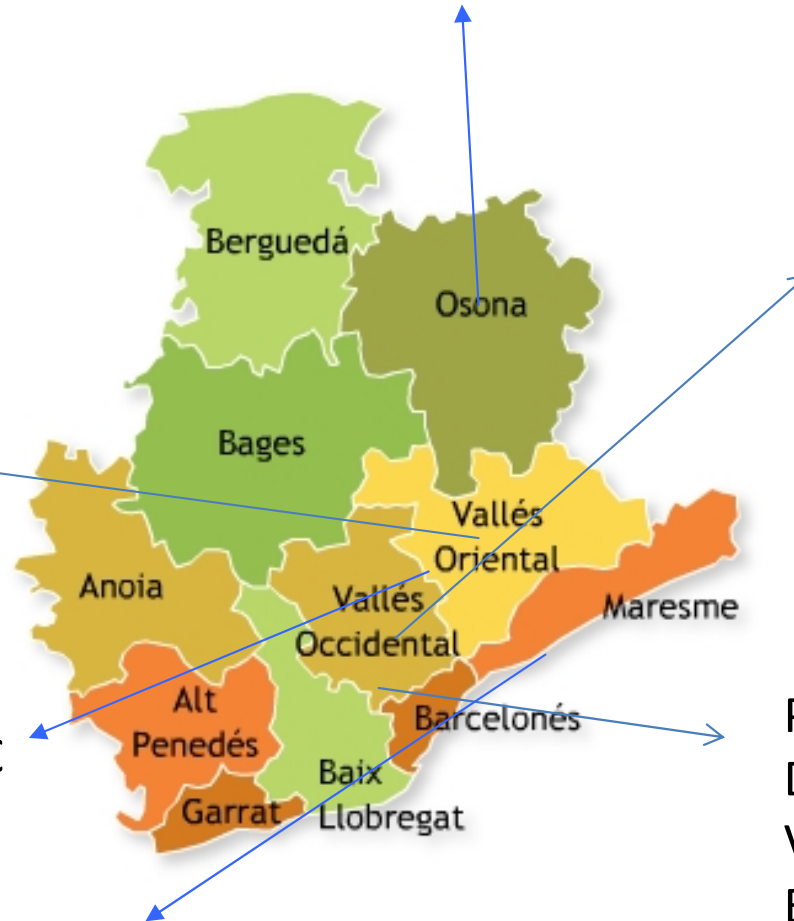 Berguedá
Osona
Bages
Vallés
Oriental
Anoia
Vallés
Occidental
Maresme
Alt
Penedés
Barcelonés
Baix
Llobregat
Garrat